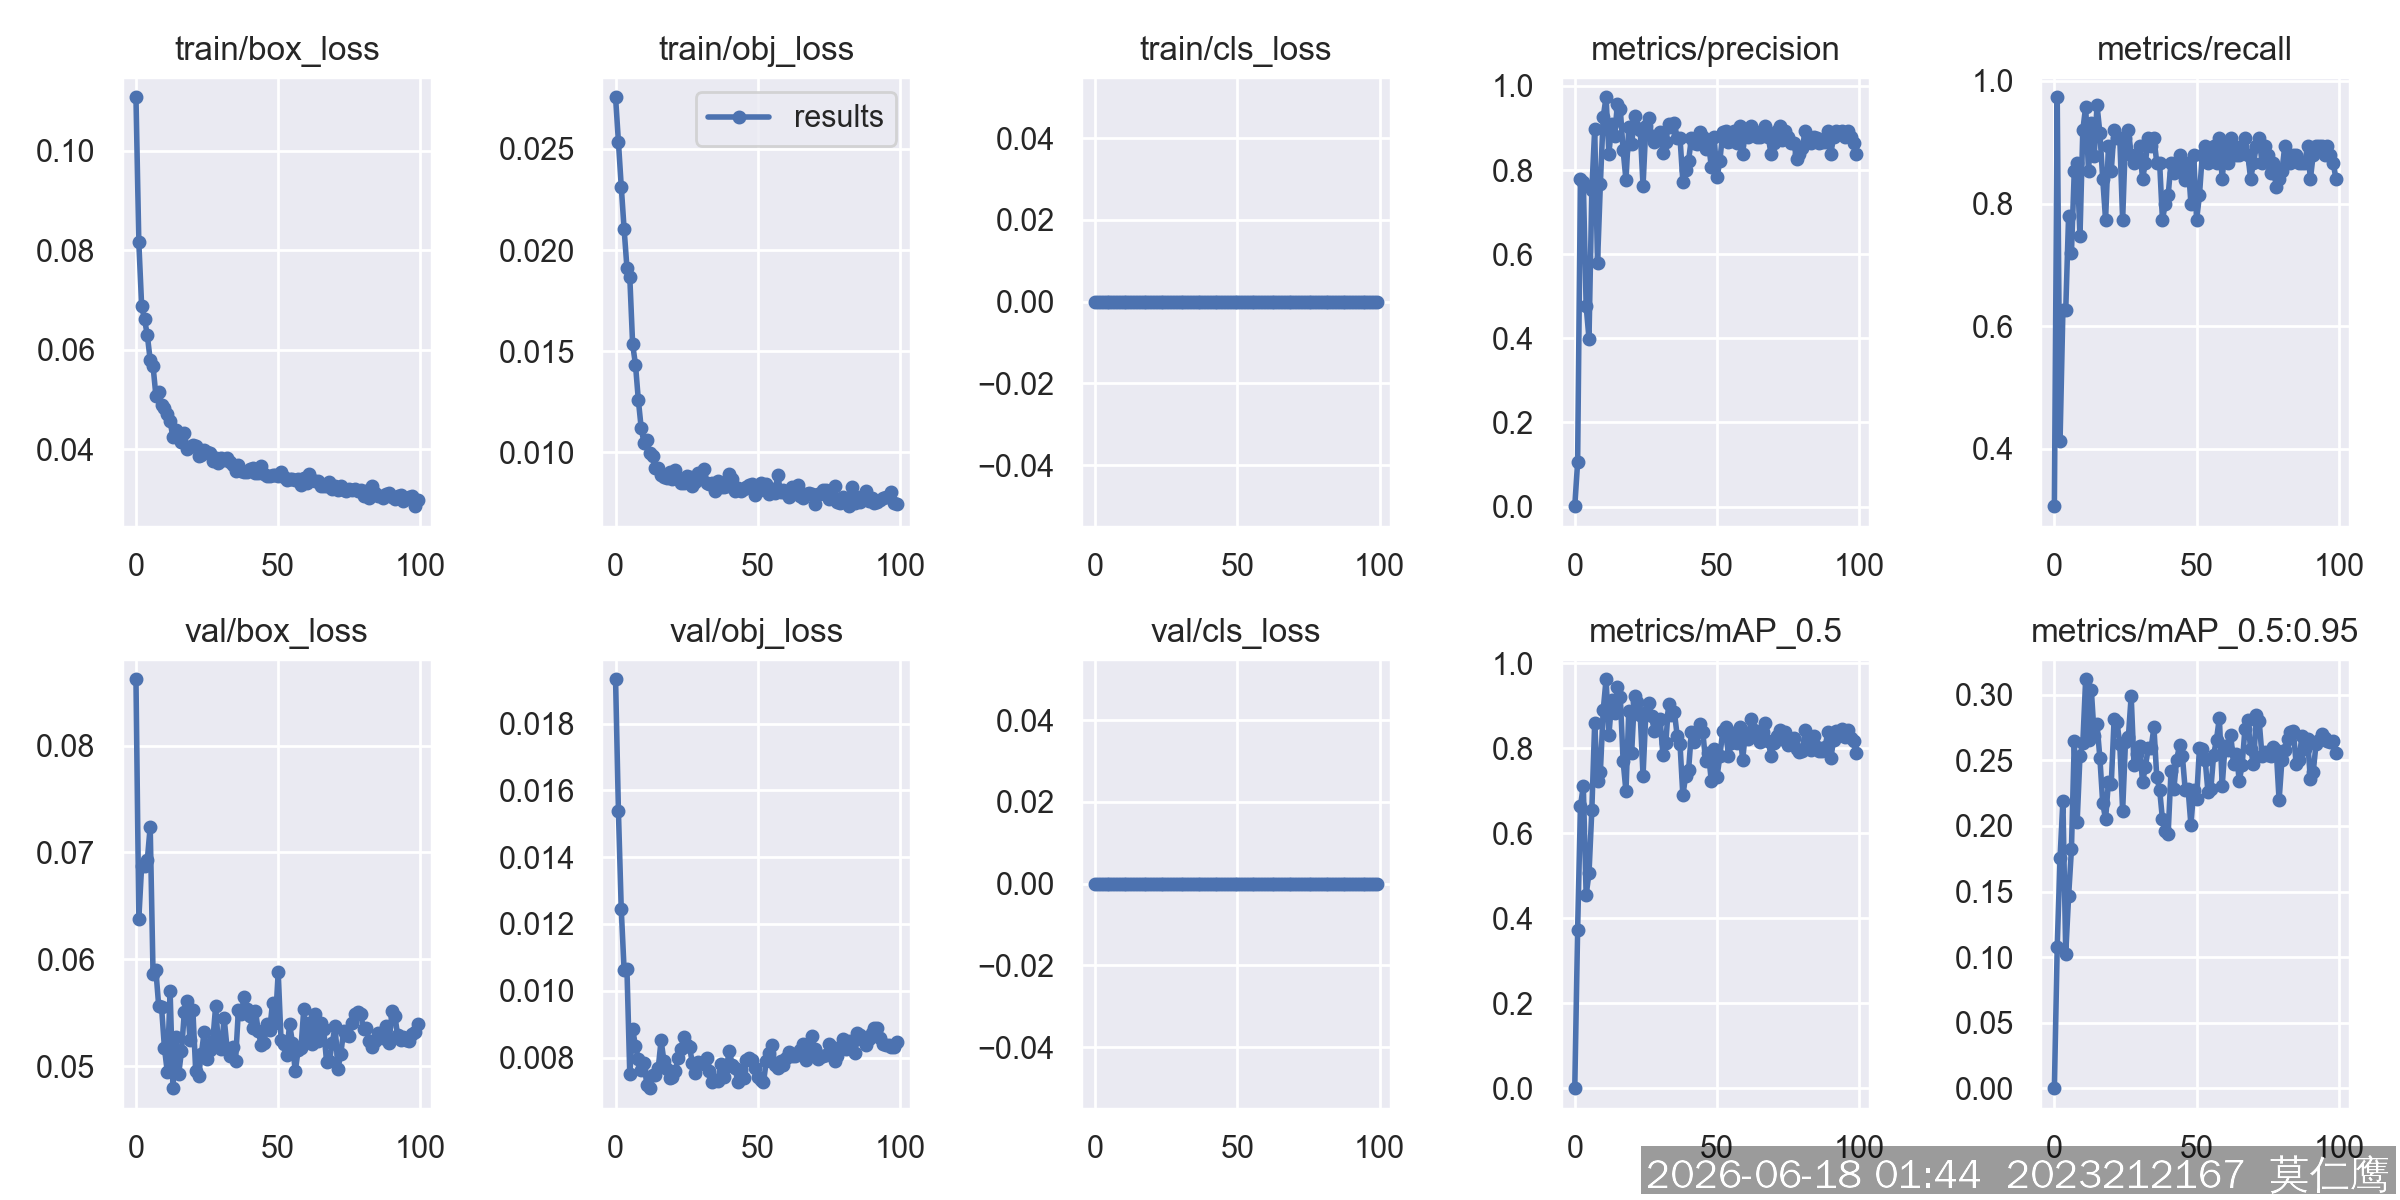 train/box_loss
0.10
0.08
0.06
0.04
0 50 100
train/obj_loss
results
0.025
0.020
0.015
0.010
0 50 100
train/cls_loss
0.04
0.02
0.00
−0.02
−0.04
0 50 100
metrics/precision
1.0
0.8
0.6
0.4
0.2
0.0
0 50 100
metrics/recall
1.0
0.8
0.6
0.4
0 50 100
val/box_loss
0.08
0.07
0.06
0.05
0 50 100
val/obj_loss
0.018
0.016
0.014
0.012
0.010
0.008
0 50 100
val/cls_loss
0.04
0.02
0.00
−0.02
−0.04
0 50 100
metrics/mAP_0.5
1.0
0.8
0.6
0.4
0.2
0.0
0 50 100
metrics/mAP_0.5:0.95
0.30
0.25
0.20
0.15
0.10
0.05
0.00
0 50 100
2026-06-18 01:44 2023212167 莫仁鹰